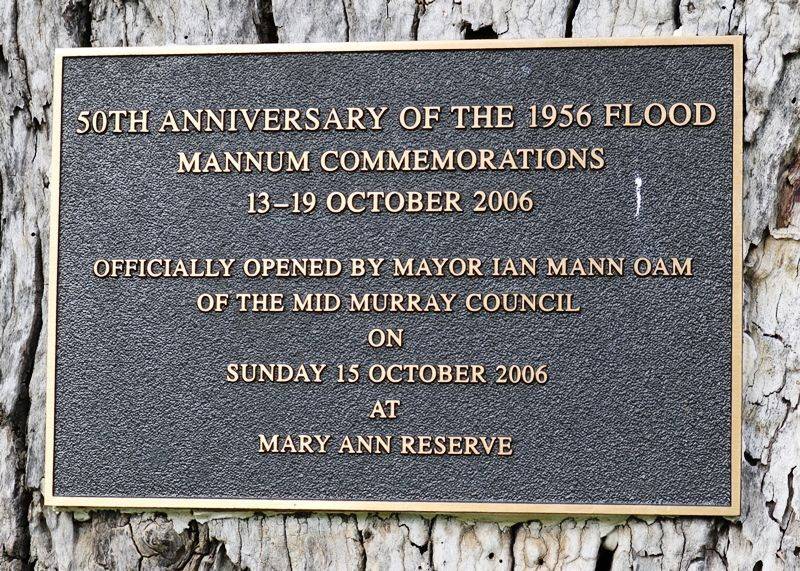 50TH ANNIVERSARY OF THE 1956 FLOOD
MANNUM COMMEMORATIONS
13–19 OCTOBER 2006
OFFICIALLY OPENED BY MAYOR IAN MANN OAM
OF THE MID MURRAY COUNCIL
ON
SUNDAY 15 OCTOBER 2006
AT
MARY ANN RESERVE